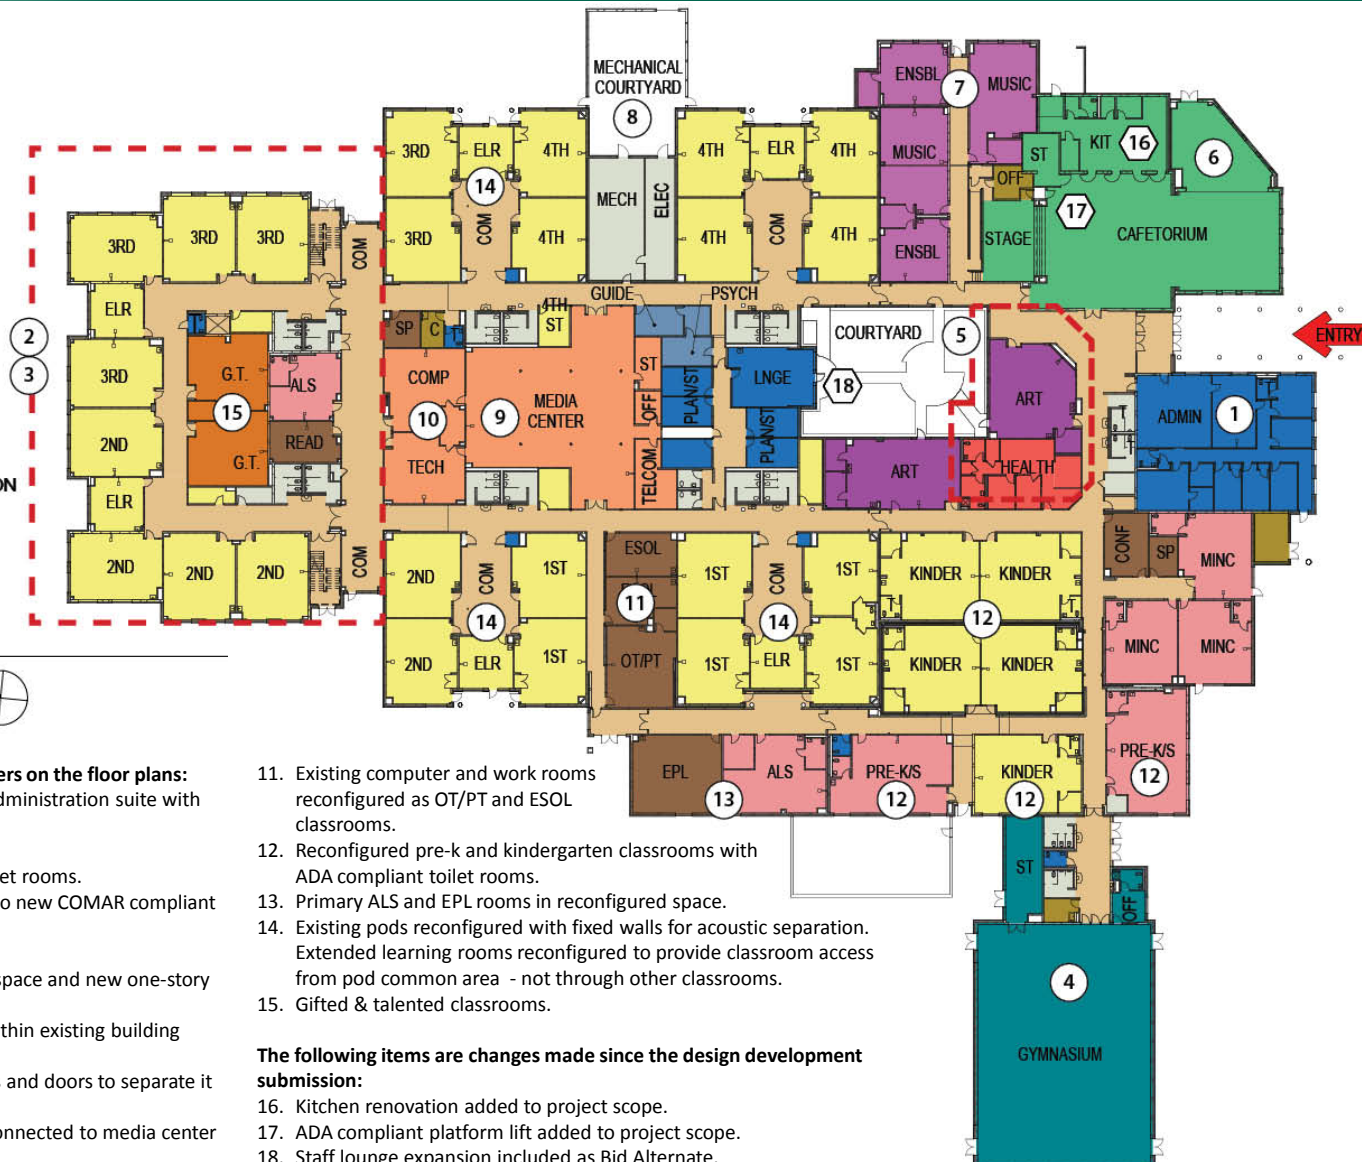 MECHANICAL
COURTYARD
8
ENSBL
7
MUSIC
3RD
ELR
4TH
14
4TH
ELR
4TH
MUSIC
ST
KIT
16
6
OFF
17
MECH
ELEC
3RD
COM
4TH
4TH
COM
4TH
ENSBL
STAGE
CAFETORIUM
3RD
3RD
3RD
COM
ELR
GUIDE
PSYCH
4TH
ST
SP
C
COURTYARD
5
ENTRY
2
3
3RD
G.T.
ALS
15
COMP
10
9
MEDIA
CENTER
ST
OFF
PLAN/ST
LNGE
18
ART
ADMIN
1
2ND
READ
G.T.
TECH
TELCOM
PLAN/ST
ART
HEALTH
ON
ELR
2ND
2ND
2ND
COM
2ND
COM
1ST
ESOL
11
1ST
COM
1ST
KINDER
KINDER
CONF
SP
MINC
14
14
12
2ND
ELR
1ST
OT/PT
1ST
ELR
1ST
KINDER
KINDER
MINC
MINC
EPL
13
ALS
PRE-K/S
12
KINDER
12
PRE-K/S
12
ST
OFF
4
GYMNASIUM
ers on the floor plans:
dministration suite with
et rooms.
o new COMAR compliant
space and new one-story
thin existing building
s and doors to separate it
onnected to media center
11. Existing computer and work rooms
reconfigured as OT/PT and ESOL
classrooms.
12. Reconfigured pre-k and kindergarten classrooms with
ADA compliant toilet rooms.
13. Primary ALS and EPL rooms in reconfigured space.
14. Existing pods reconfigured with fixed walls for acoustic separation.
Extended learning rooms reconfigured to provide classroom access
from pod common area - not through other classrooms.
15. Gifted & talented classrooms.
The following items are changes made since the design development
submission:
16. Kitchen renovation added to project scope.
17. ADA compliant platform lift added to project scope.
18. Staff lounge expansion included as Bid Alternate.